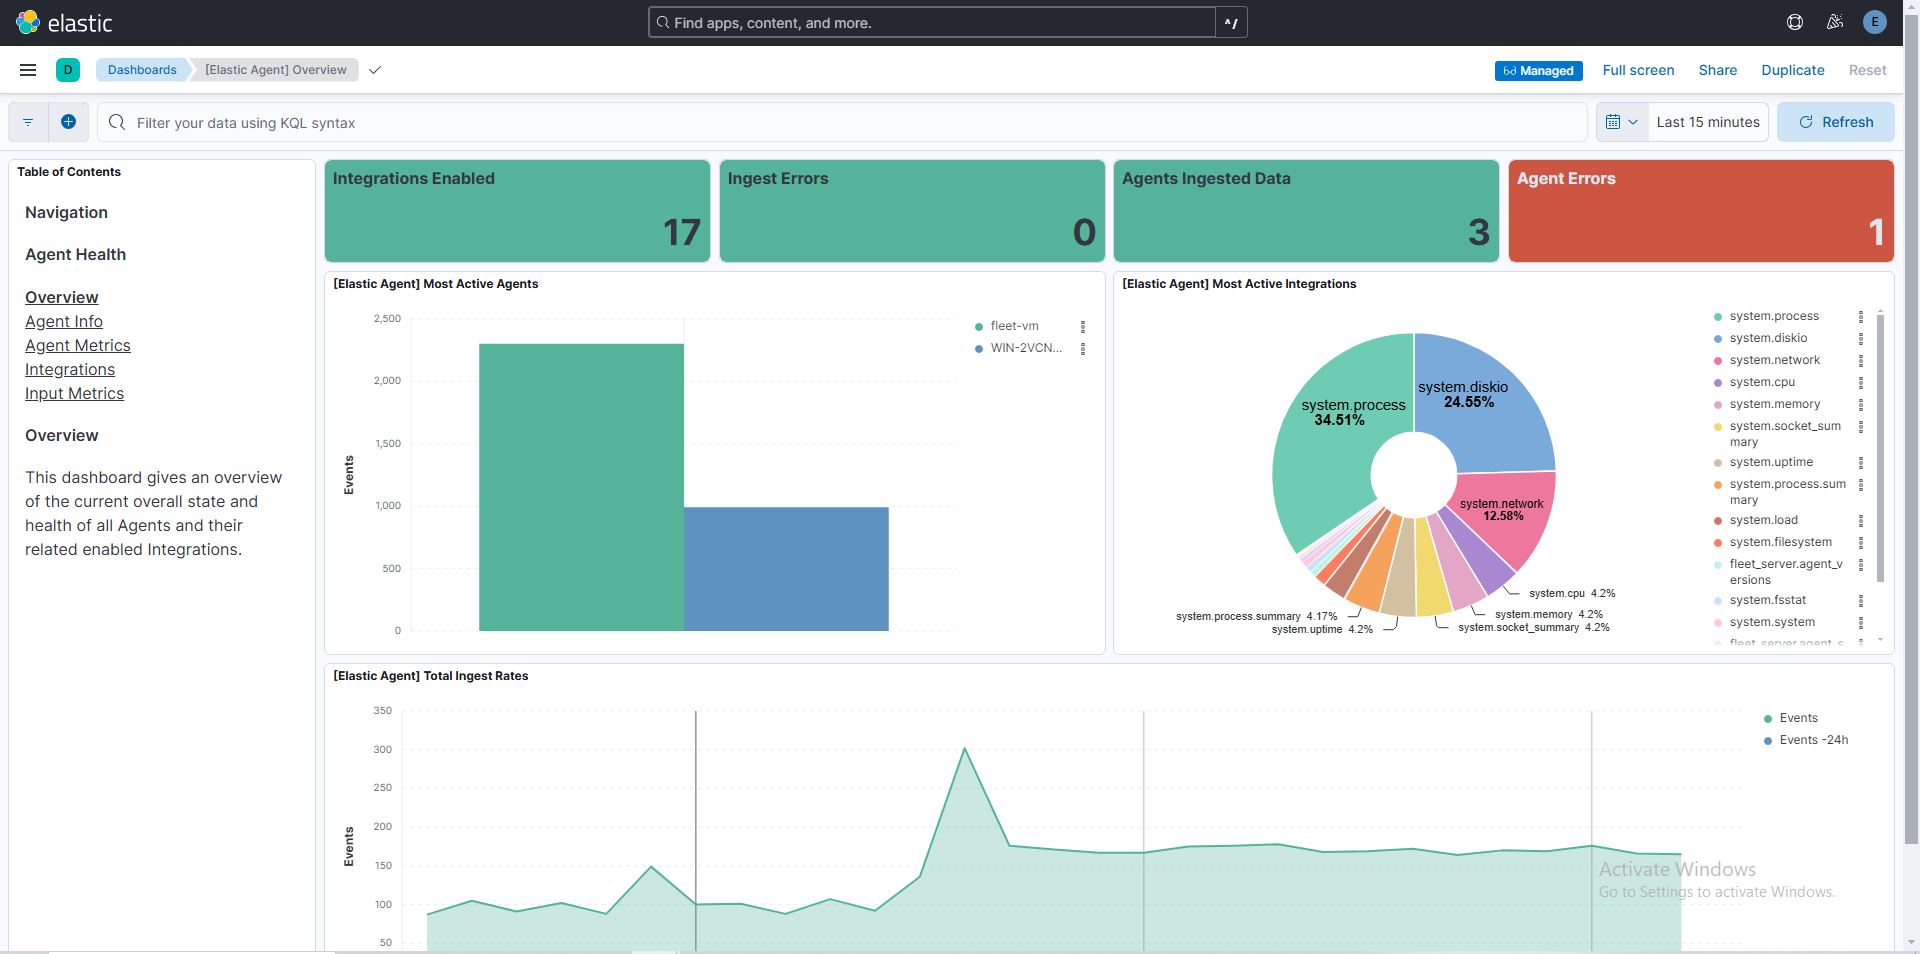 elastic
Find apps, content, and more.
^/
E
D
Dashboards
[Elastic Agent] Overview
Managed
Full screen
Share
Duplicate
Reset
Filter your data using KQL syntax
Last 15 minutes
Refresh
Table of Contents
Navigation
Agent Health
Overview
Agent Info
Agent Metrics
Integrations
Input Metrics
Overview
This dashboard gives an overview
of the current overall state and
health of all Agents and their
related enabled Integrations.
Integrations Enabled
17
Ingest Errors
0
Agents Ingested Data
3
Agent Errors
1
[Elastic Agent] Most Active Agents
2,500
2,000
1,500
1,000
500
0
Events
fleet-vm
WIN-2VCN...
[Elastic Agent] Most Active Integrations
system.process
34.51%
system.diskio
24.55%
system.network
12.58%
system.cpu 4.2%
system.memory 4.2%
system.socket_summary 4.2%
system.process.summary 4.17%
system.uptime 4.2%
system.process
system.diskio
system.network
system.cpu
system.memory
system.socket_sum
mary
system.uptime
system.process.sum
mary
system.load
system.filesystem
fleet_server.agent_v
ersions
system.fsstat
system.system
fleet_server.agent_s
[Elastic Agent] Total Ingest Rates
350
300
250
200
150
100
50
Events
Events
Events -24h
Activate Windows
Go to Settings to activate Windows.